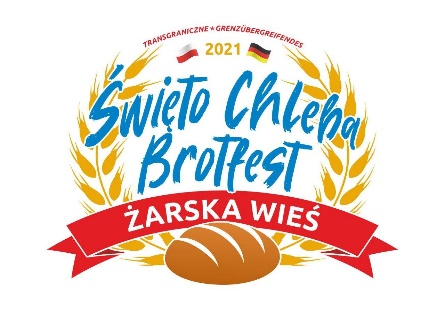 TRANSGRANICZNE ★ GRENZÜBERGREIFENDES
2021
Święto Chleba
Brotfest
ŻARSKA WIEŚ